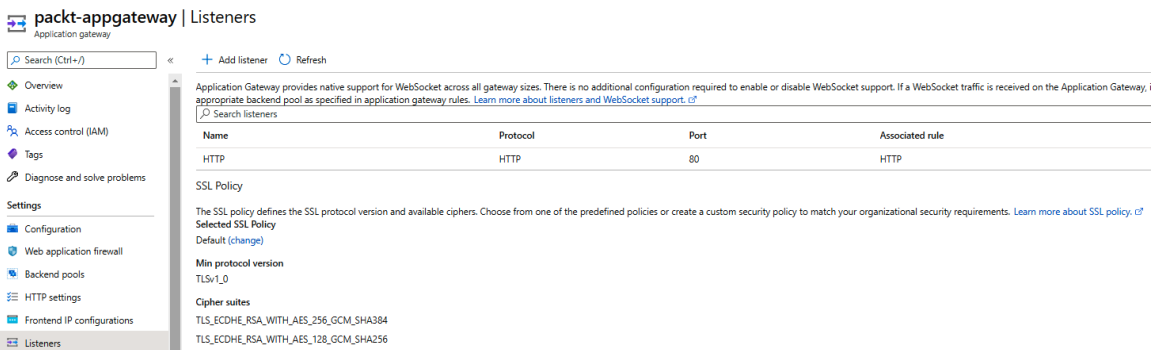 packt-appgateway | Listeners
Application gateway
Search (Ctrl+/)
«
Overview
Activity log
Access control (IAM)
Tags
Diagnose and solve problems
Settings
Configuration
Web application firewall
Backend pools
HTTP settings
Frontend IP configurations
Listeners
+ Add listener Refresh
Application Gateway provides native support for WebSocket across all gateway sizes. There is no additional configuration required to enable or disable WebSocket support. If a WebSocket traffic is received on the Application Gateway, i
appropriate backend pool as specified in application gateway rules. Learn more about listeners and WebSocket support.
Search listeners
Name Protocol Port Associated rule
HTTP HTTP 80 HTTP
SSL Policy
The SSL policy defines the SSL protocol version and available ciphers. Choose from one of the predefined policies or create a custom security policy to match your organizational security requirements. Learn more about SSL policy.
Selected SSL Policy
Default (change)
Min protocol version
TLSv1_0
Cipher suites
TLS_ECDHE_RSA_WITH_AES_256_GCM_SHA384
TLS_ECDHE_RSA_WITH_AES_128_GCM_SHA256